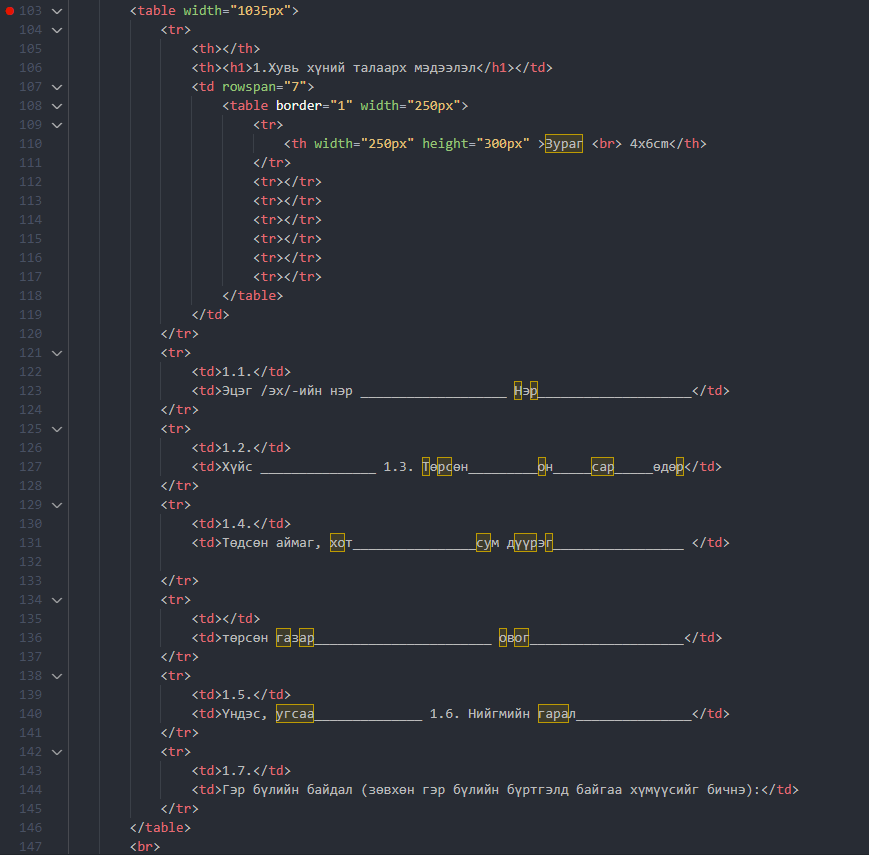 103 <table width="1035px">
104 <tr>
105 <th></th>
106 <th><h1>1.Хувь хүний талаарх мэдээлэл</h1></td>
107 <td rowspan="7">
108 <table border="1" width="250px">
109 <tr>
110 <th width="250px" height="300px" >Зураг <br> 4x6cm</th>
111 </tr>
112 <tr></tr>
113 <tr></tr>
114 <tr></tr>
115 <tr></tr>
116 <tr></tr>
117 <tr></tr>
118 </table>
119 </td>
120 </tr>
121 <tr>
122 <td>1.1.</td>
123 <td>Эцэг /эх/-ийн нэр ___________________ Нэр____________________</td>
124 </tr>
125 <tr>
126 <td>1.2.</td>
127 <td>Хүйс _______________ 1.3. Төрсөн_________он_____сар_____өдөр</td>
128 </tr>
129 <tr>
130 <td>1.4.</td>
131 <td>Төдсөн аймаг, хот________________сум дүүрэг_________________ </td>
132
133 </tr>
134 <tr>
135 <td></td>
136 <td>төрсөн газар_______________________ овог____________________</td>
137 </tr>
138 <tr>
139 <td>1.5.</td>
140 <td>Үндэс, угсаа______________ 1.6. Нийгмийн гарал_______________</td>
141 </tr>
142 <tr>
143 <td>1.7.</td>
144 <td>Гэр бүлийн байдал (зөвхөн гэр бүлийн бүртгэлд байгаа хүмүүсийг бичнэ):</td>
145 </tr>
146 </table>
147 <br>